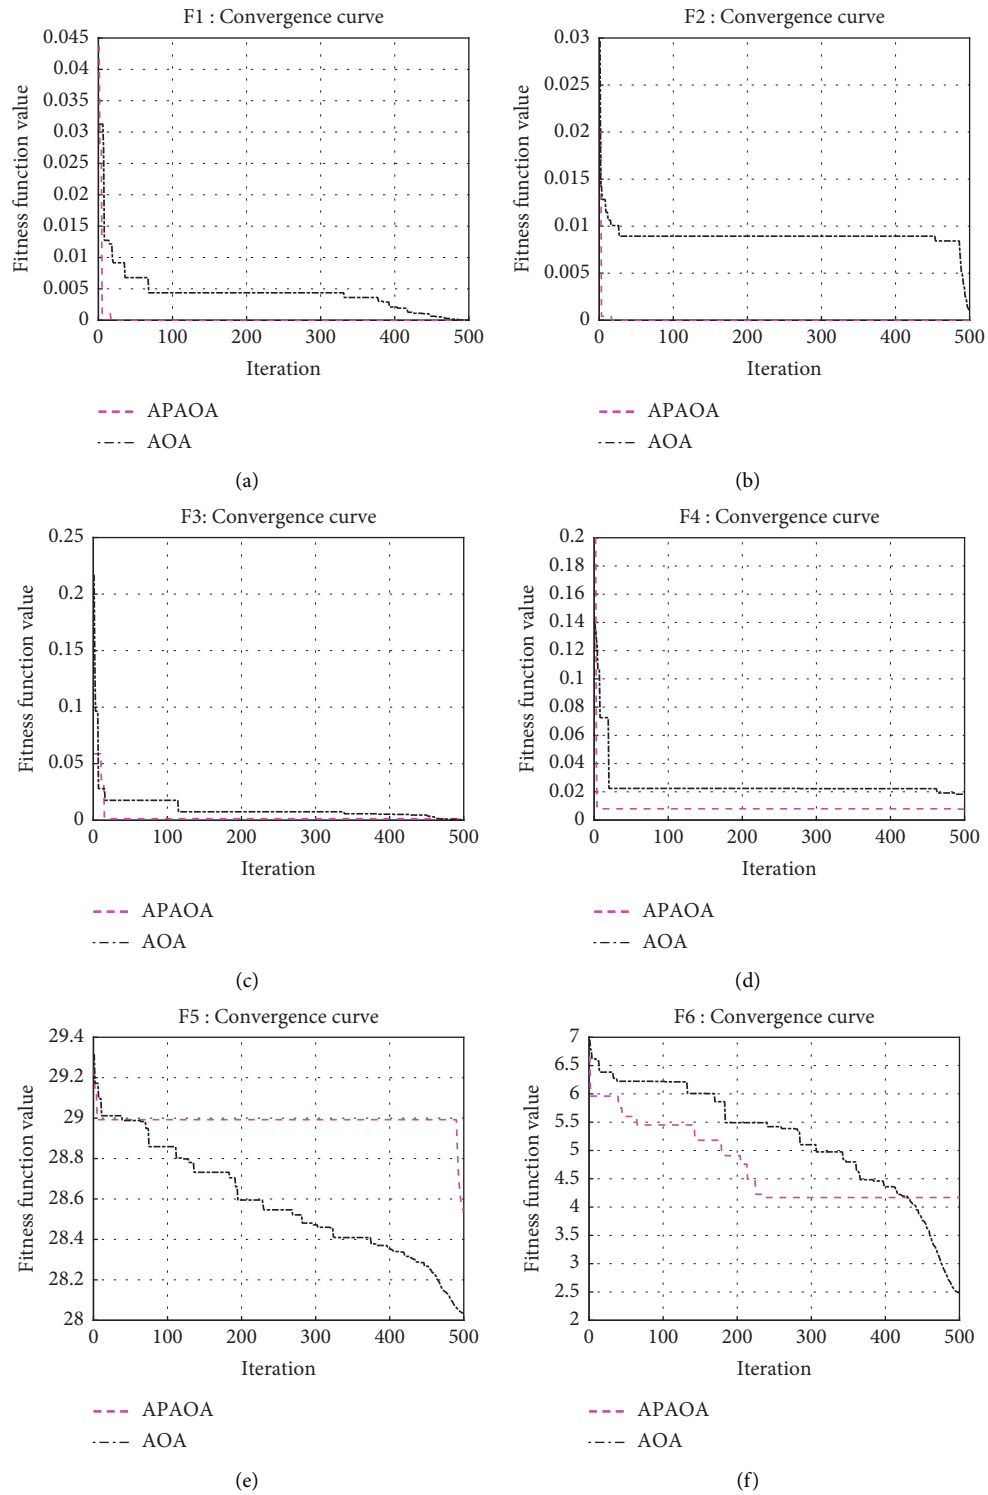 F1 : Convergence curve
0.045
0.04
0.035
0.03
0.025
0.02
0.015
0.01
0.005
0
Fitness function value
0 100 200 300 400 500
Iteration
APAOA
AOA
(a)
F2 : Convergence curve
0.03
0.025
0.02
0.015
0.01
0.005
0
Fitness function value
0 100 200 300 400 500
Iteration
APAOA
AOA
(b)
F3: Convergence curve
0.25
0.2
0.15
0.1
0.05
0
Fitness function value
0 100 200 300 400 500
Iteration
APAOA
AOA
(c)
F4 : Convergence curve
0.2
0.18
0.16
0.14
0.12
0.1
0.08
0.06
0.04
0.02
0
Fitness function value
0 100 200 300 400 500
Iteration
APAOA
AOA
(d)
F5 : Convergence curve
29.4
29.2
29
28.8
28.6
28.4
28.2
28
Fitness function value
0 100 200 300 400 500
Iteration
APAOA
AOA
(e)
F6 : Convergence curve
7
6.5
6
5.5
5
4.5
4
3.5
3
2.5
2
Fitness function value
0 100 200 300 400 500
Iteration
APAOA
AOA
(f)